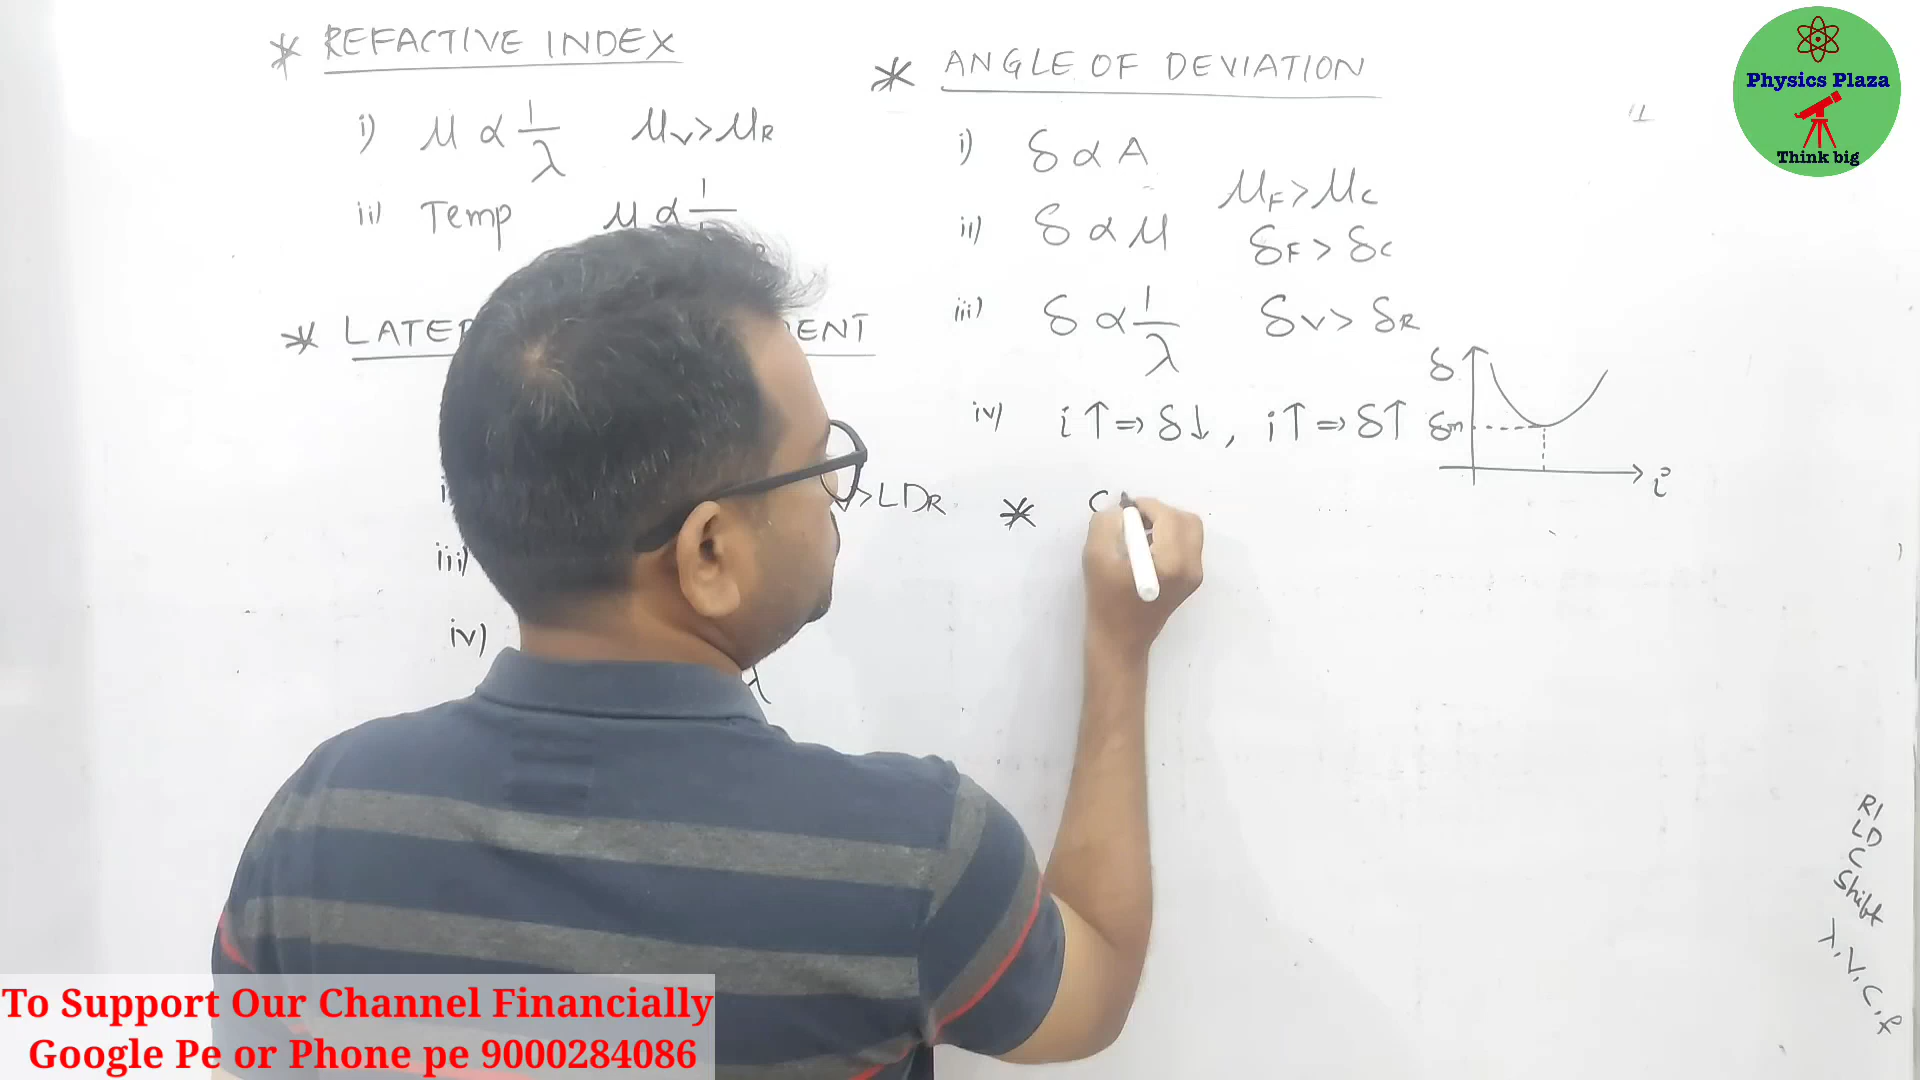 * REFACTIVE INDEX
i) μ ∝ 1/λ μV > μR
ii) Temp μ ∝ 1
* LATER ENT
> LDR
iii)
iv)
λ
* ANGLE OF DEVIATION
i) δ ∝ A
ii) δ ∝ μ μF > μC
δF > δC
iii) δ ∝ 1/λ δV > δR
iv) i↑ ⇒ δ↓, i↑ ⇒ δ↑
δ
δm
i
* C
RI
LD
C
Shift
λ, V, C, f
Physics Plaza
Think big
To Support Our Channel Financially
Google Pe or Phone pe 9000284086